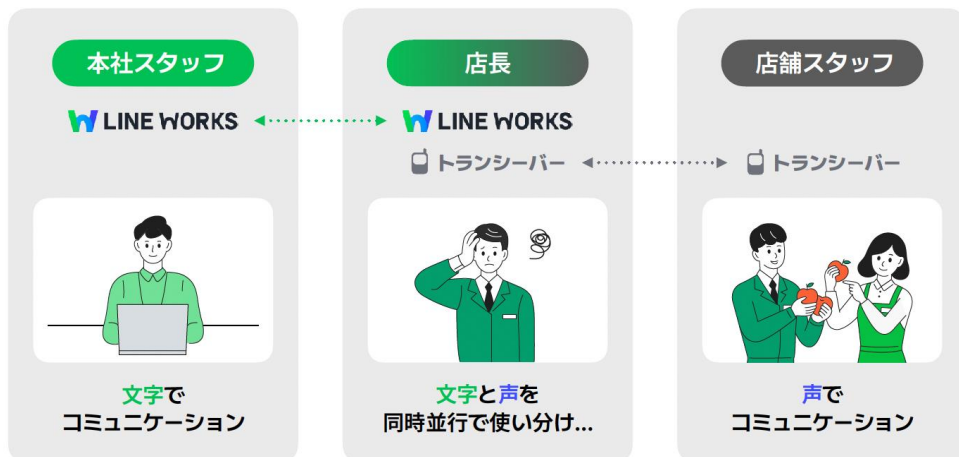 本社スタッフ
LINE WORKS
文字で
コミュニケーション
店長
LINE WORKS
トランシーバー
文字と声を
同時並行で使い分け...
店舗スタッフ
トランシーバー
声で
コミュニケーション